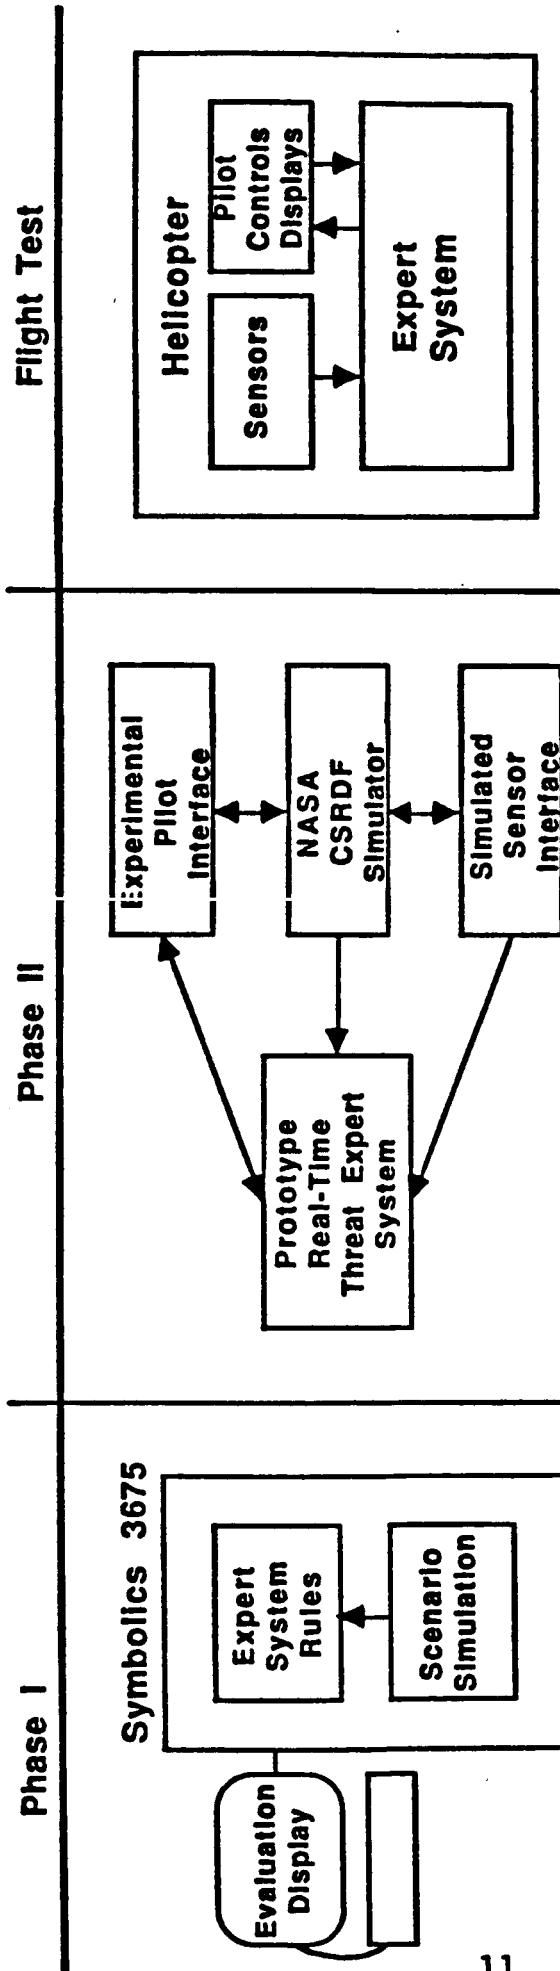 Phase I
Phase II
Flight Test
Symbolics 3675
Evaluation
Display
Expert
System
Rules
Scenario
Simulation
Prototype
Real-Time
Threat Expert
System
Experimental
Pilot
Interface
NASA
CSRDF
Simulator
Simulated
Sensor
Interface
Helicopter
Sensors
Pilot
Controls
Displays
Expert
System
11